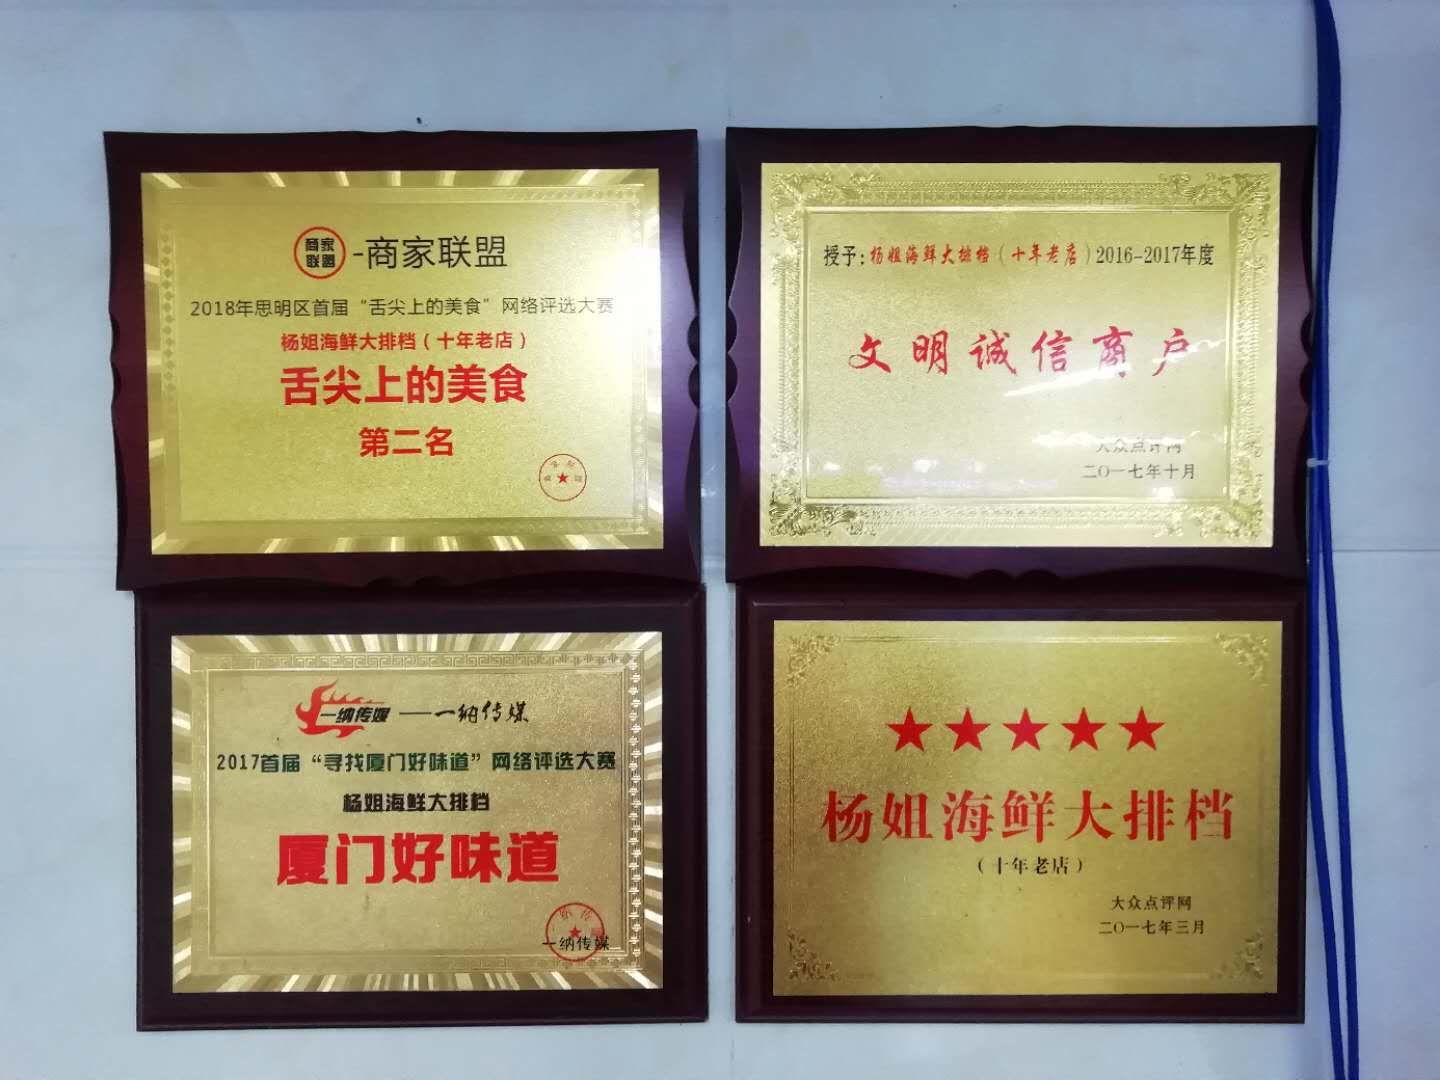 商家
联盟
-商家联盟
2018年思明区首届“舌尖上的美食”网络评选大赛
杨姐海鲜大排档（十年老店）
舌尖上的美食
第二名
授予：杨姐海鲜大排档（十年老店）2016-2017年度
文明诚信商户
大众点评网
二〇一七年十月
一纳传媒 ——一纳传媒
2017首届“寻找厦门好味道”网络评选大赛
杨姐海鲜大排档
厦门好味道
一纳传媒
★★★★★
杨姐海鲜大排档
（十年老店）
大众点评网
二〇一七年三月